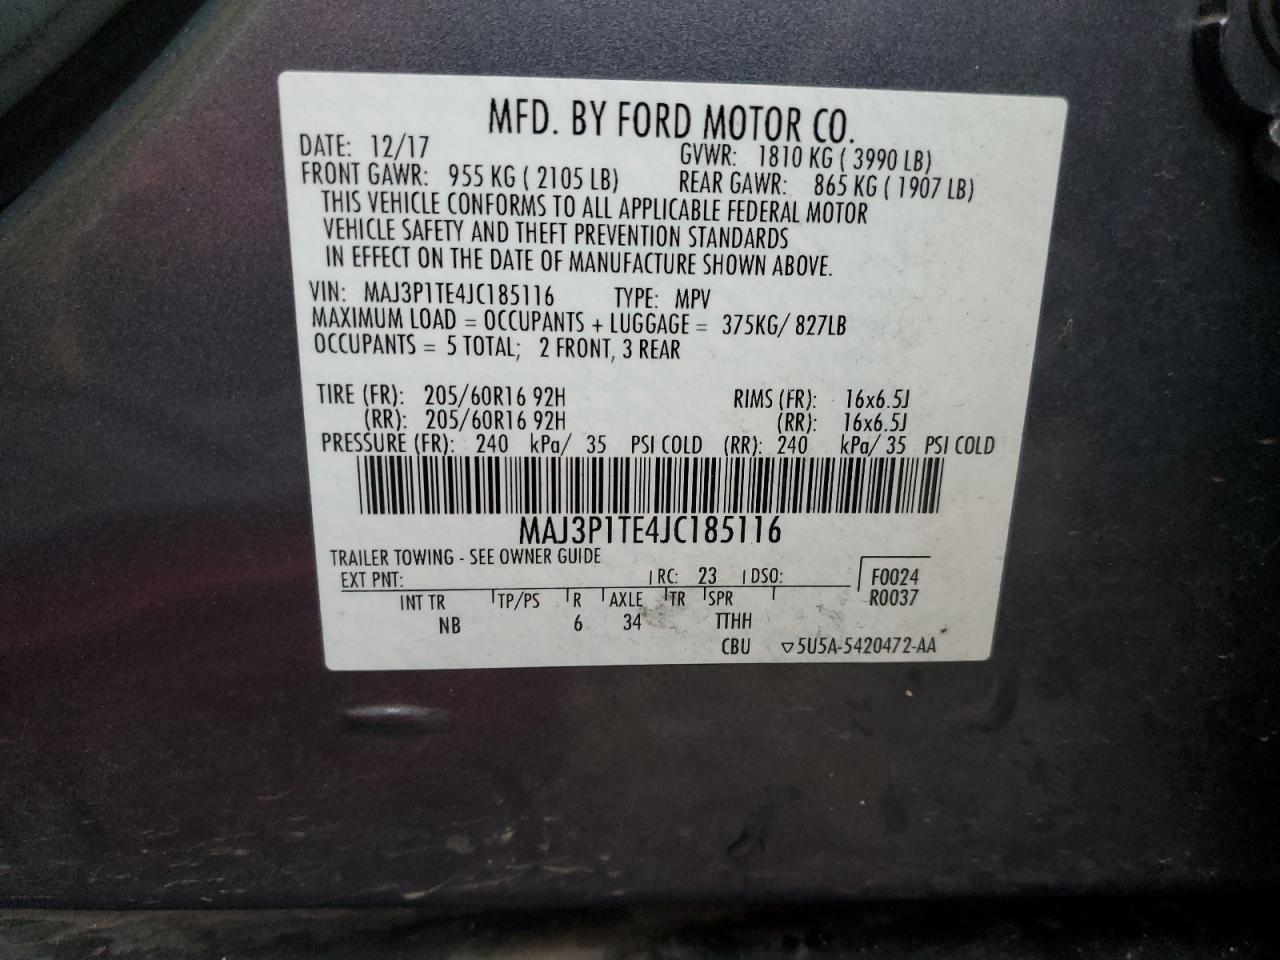 MFD. BY FORD MOTOR CO.
DATE: 12/17 GVWR: 1810 KG ( 3990 LB)
FRONT GAWR: 955 KG ( 2105 LB) REAR GAWR: 865 KG ( 1907 LB)
THIS VEHICLE CONFORMS TO ALL APPLICABLE FEDERAL MOTOR
VEHICLE SAFETY AND THEFT PREVENTION STANDARDS
IN EFFECT ON THE DATE OF MANUFACTURE SHOWN ABOVE.
VIN: MAJ3P1TE4JC185116 TYPE: MPV
MAXIMUM LOAD = OCCUPANTS + LUGGAGE = 375KG/ 827LB
OCCUPANTS = 5 TOTAL; 2 FRONT, 3 REAR
TIRE (FR): 205/60R16 92H RIMS (FR): 16x6.5J
(RR): 205/60R16 92H (RR): 16x6.5J
PRESSURE (FR): 240 kPa/ 35 PSI COLD (RR): 240 kPa/ 35 PSI COLD
MAJ3P1TE4JC185116
TRAILER TOWING - SEE OWNER GUIDE
EXT PNT: RC: 23 DSO: F0024
INT TR TP/PS R AXLE TR SPR R0037
NB 6 34 TTHH
CBU ▽5U5A-5420472-AA